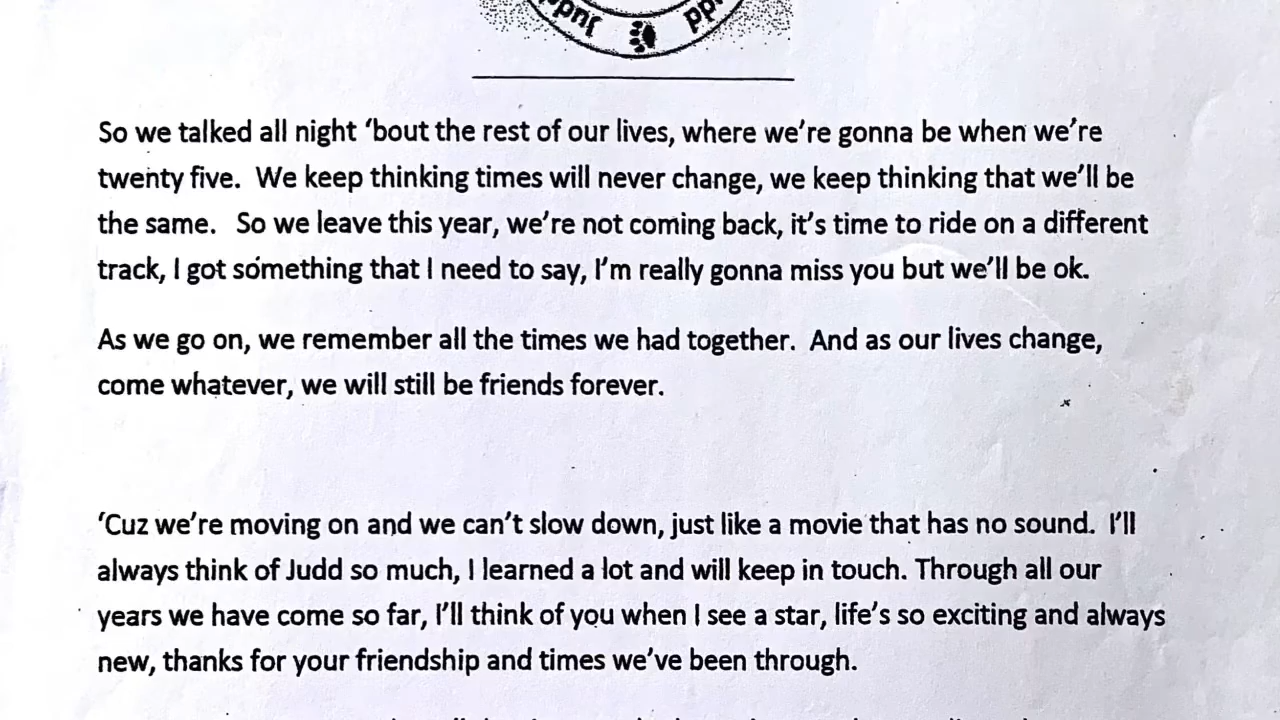 Judd
So we talked all night ‘bout the rest of our lives, where we’re gonna be when we’re
twenty five.  We keep thinking times will never change, we keep thinking that we’ll be
the same.   So we leave this year, we’re not coming back, it’s time to ride on a different
track, I got something that I need to say, I’m really gonna miss you but we’ll be ok.
As we go on, we remember all the times we had together.  And as our lives change,
come whatever, we will still be friends forever.
‘Cuz we’re moving on and we can’t slow down, just like a movie that has no sound.  I’ll
always think of Judd so much, I learned a lot and will keep in touch. Through all our
years we have come so far, I’ll think of you when I see a star, life’s so exciting and always
new, thanks for your friendship and times we’ve been through.